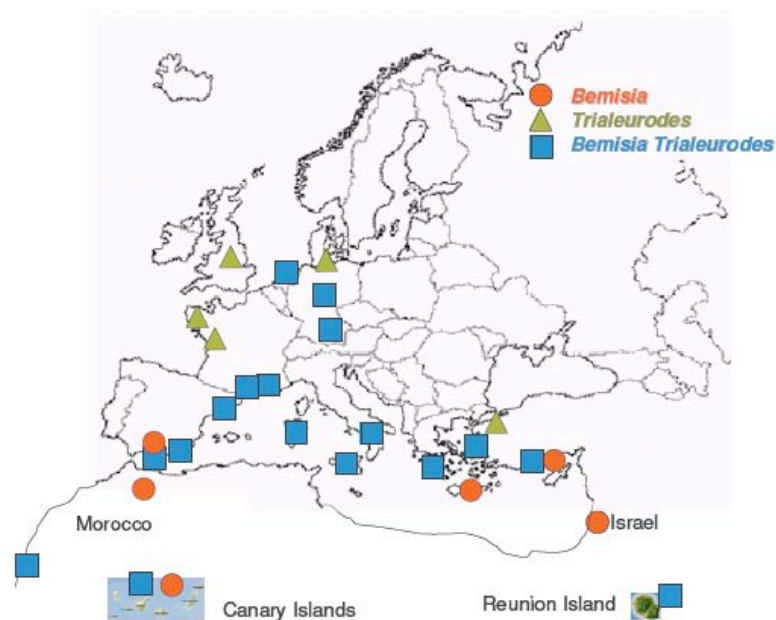 Bemisia
Trialeurodes
Bemisia Trialeurodes
Morocco
Israel
Canary Islands
Reunion Island